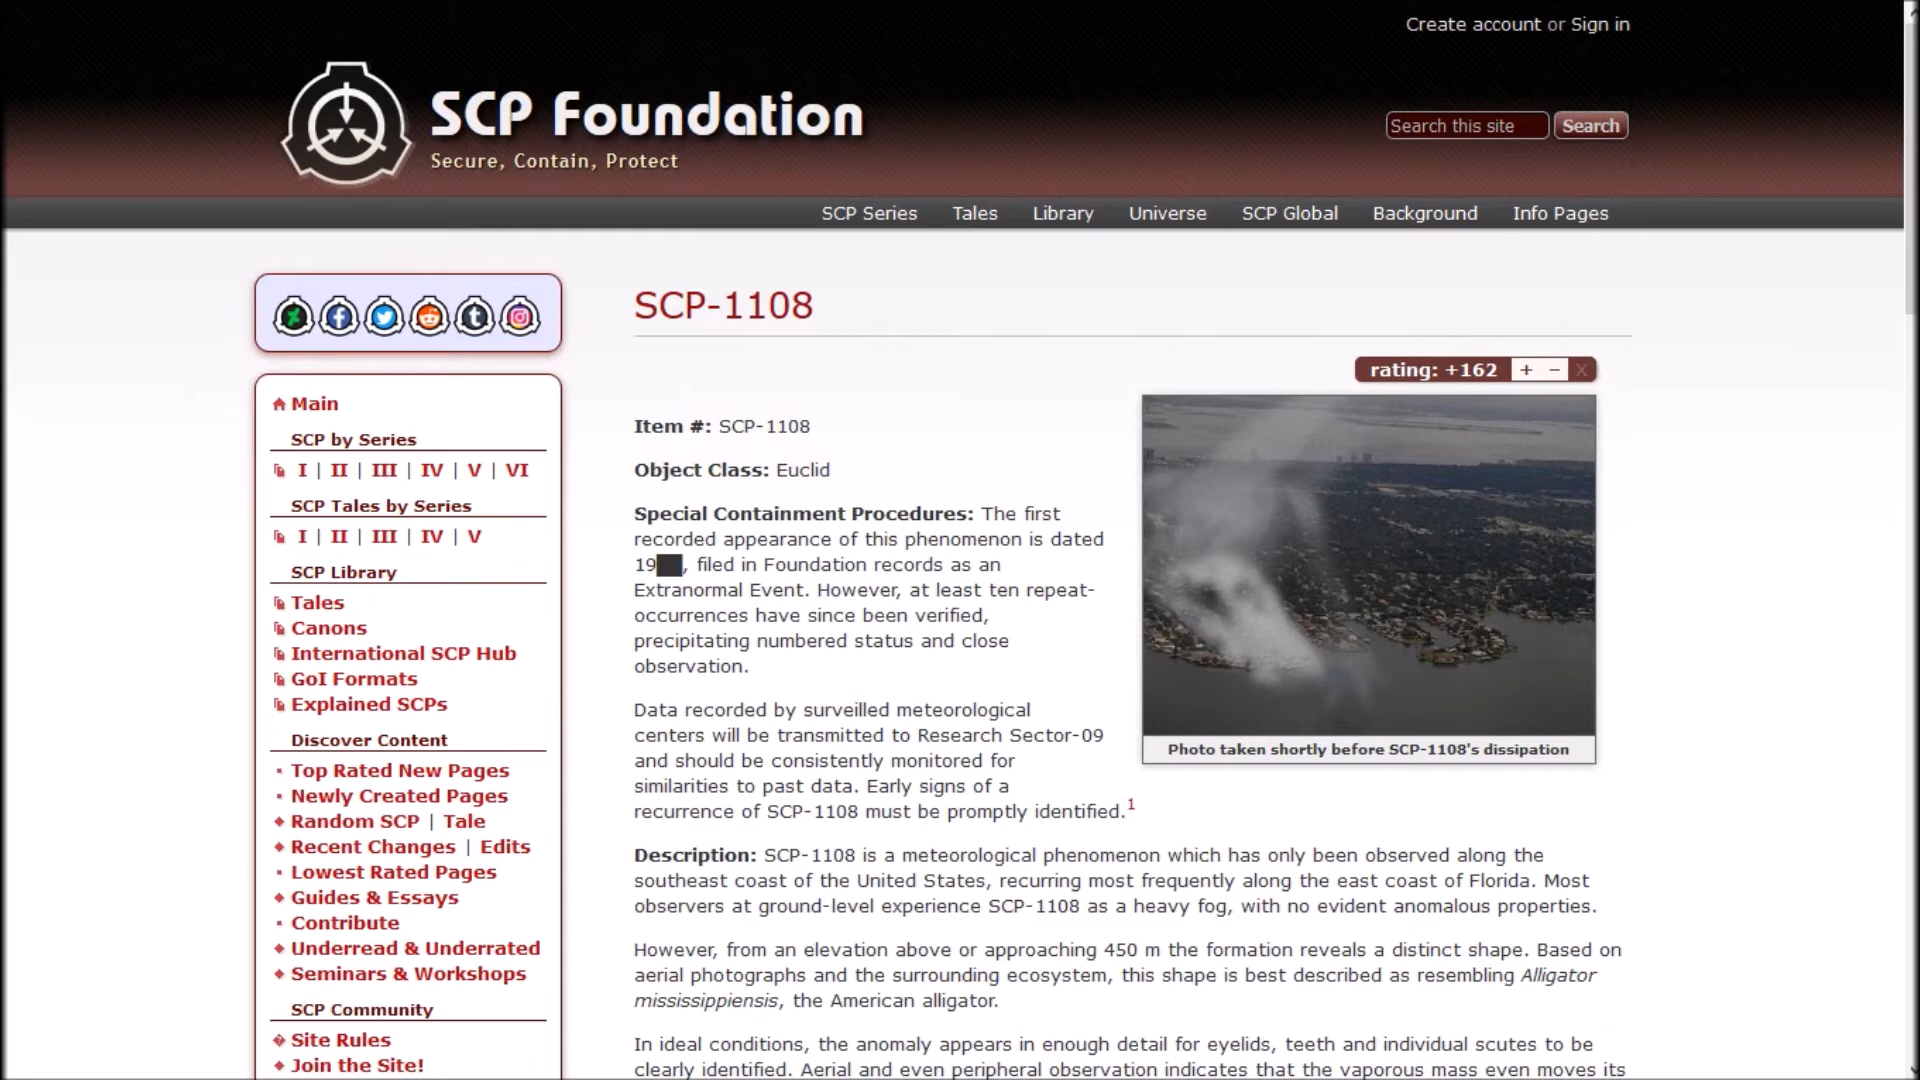 Create account or Sign in
SCP Foundation
Secure, Contain, Protect
Search this site
Search
SCP Series Tales Library Universe SCP Global Background Info Pages
Main
SCP by Series
I | II | III | IV | V | VI
SCP Tales by Series
I | II | III | IV | V
SCP Library
Tales
Canons
International SCP Hub
GoI Formats
Explained SCPs
Discover Content
Top Rated New Pages
Newly Created Pages
Random SCP | Tale
Recent Changes | Edits
Lowest Rated Pages
Guides & Essays
Contribute
Underread & Underrated
Seminars & Workshops
SCP Community
Site Rules
Join the Site!
SCP-1108
rating: +162 + − X
Item #: SCP-1108
Object Class: Euclid
Special Containment Procedures: The first
recorded appearance of this phenomenon is dated
19██, filed in Foundation records as an
Extranormal Event. However, at least ten repeat-
occurrences have since been verified,
precipitating numbered status and close
observation.
Photo taken shortly before SCP-1108's dissipation
Data recorded by surveilled meteorological
centers will be transmitted to Research Sector-09
and should be consistently monitored for
similarities to past data. Early signs of a
recurrence of SCP-1108 must be promptly identified.1
Description: SCP-1108 is a meteorological phenomenon which has only been observed along the
southeast coast of the United States, recurring most frequently along the east coast of Florida. Most
observers at ground-level experience SCP-1108 as a heavy fog, with no evident anomalous properties.
However, from an elevation above or approaching 450 m the formation reveals a distinct shape. Based on
aerial photographs and the surrounding ecosystem, this shape is best described as resembling Alligator
mississippiensis, the American alligator.
In ideal conditions, the anomaly appears in enough detail for eyelids, teeth and individual scutes to be
clearly identified. Aerial and even peripheral observation indicates that the vaporous mass even moves its